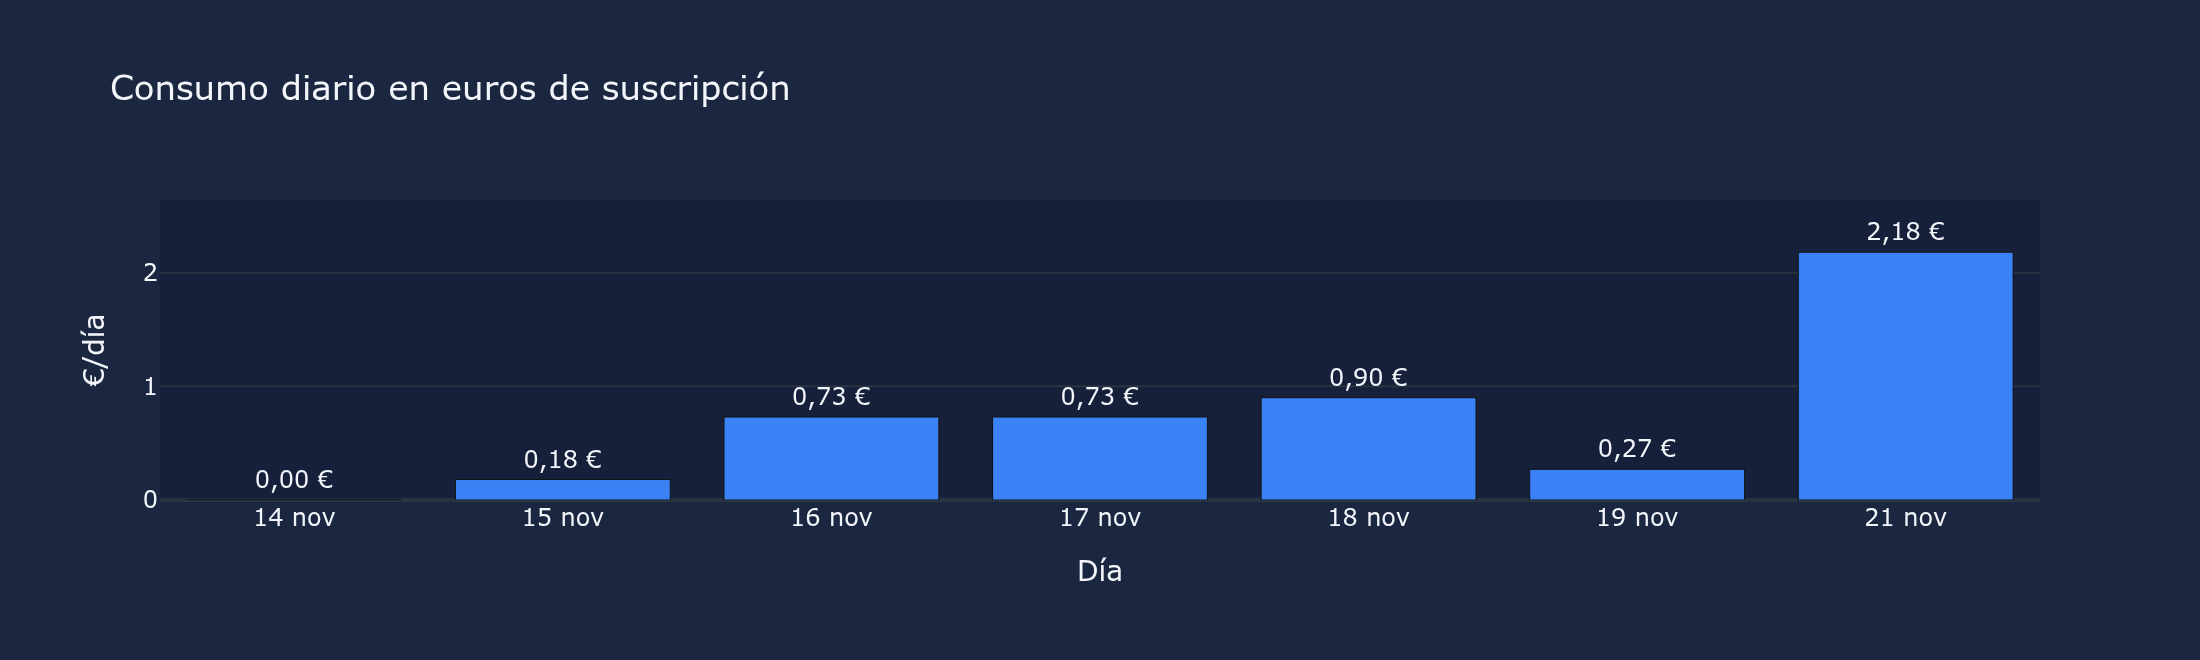 Consumo diario en euros de suscripción
€/día
2
1
0
0,00 €
0,18 €
0,73 €
0,73 €
0,90 €
0,27 €
2,18 €
14 nov
15 nov
16 nov
17 nov
18 nov
19 nov
21 nov
Día